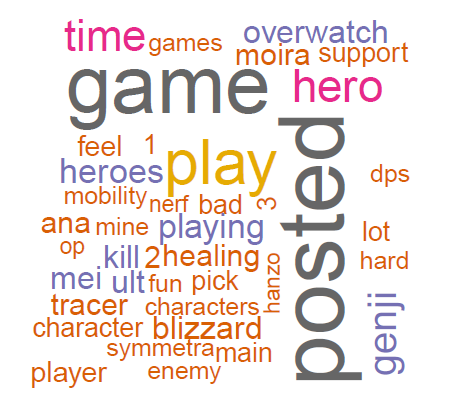 time
games
overwatch
moira
support
game
hero
posted
feel
1
play
heroes
dps
mobility
nerf
bad
3
ana
mine
playing
lot
op
kill
2
healing
hard
mei
ult
fun
pick
hanzo
tracer
characters
genji
character
blizzard
symmetra
main
player
enemy